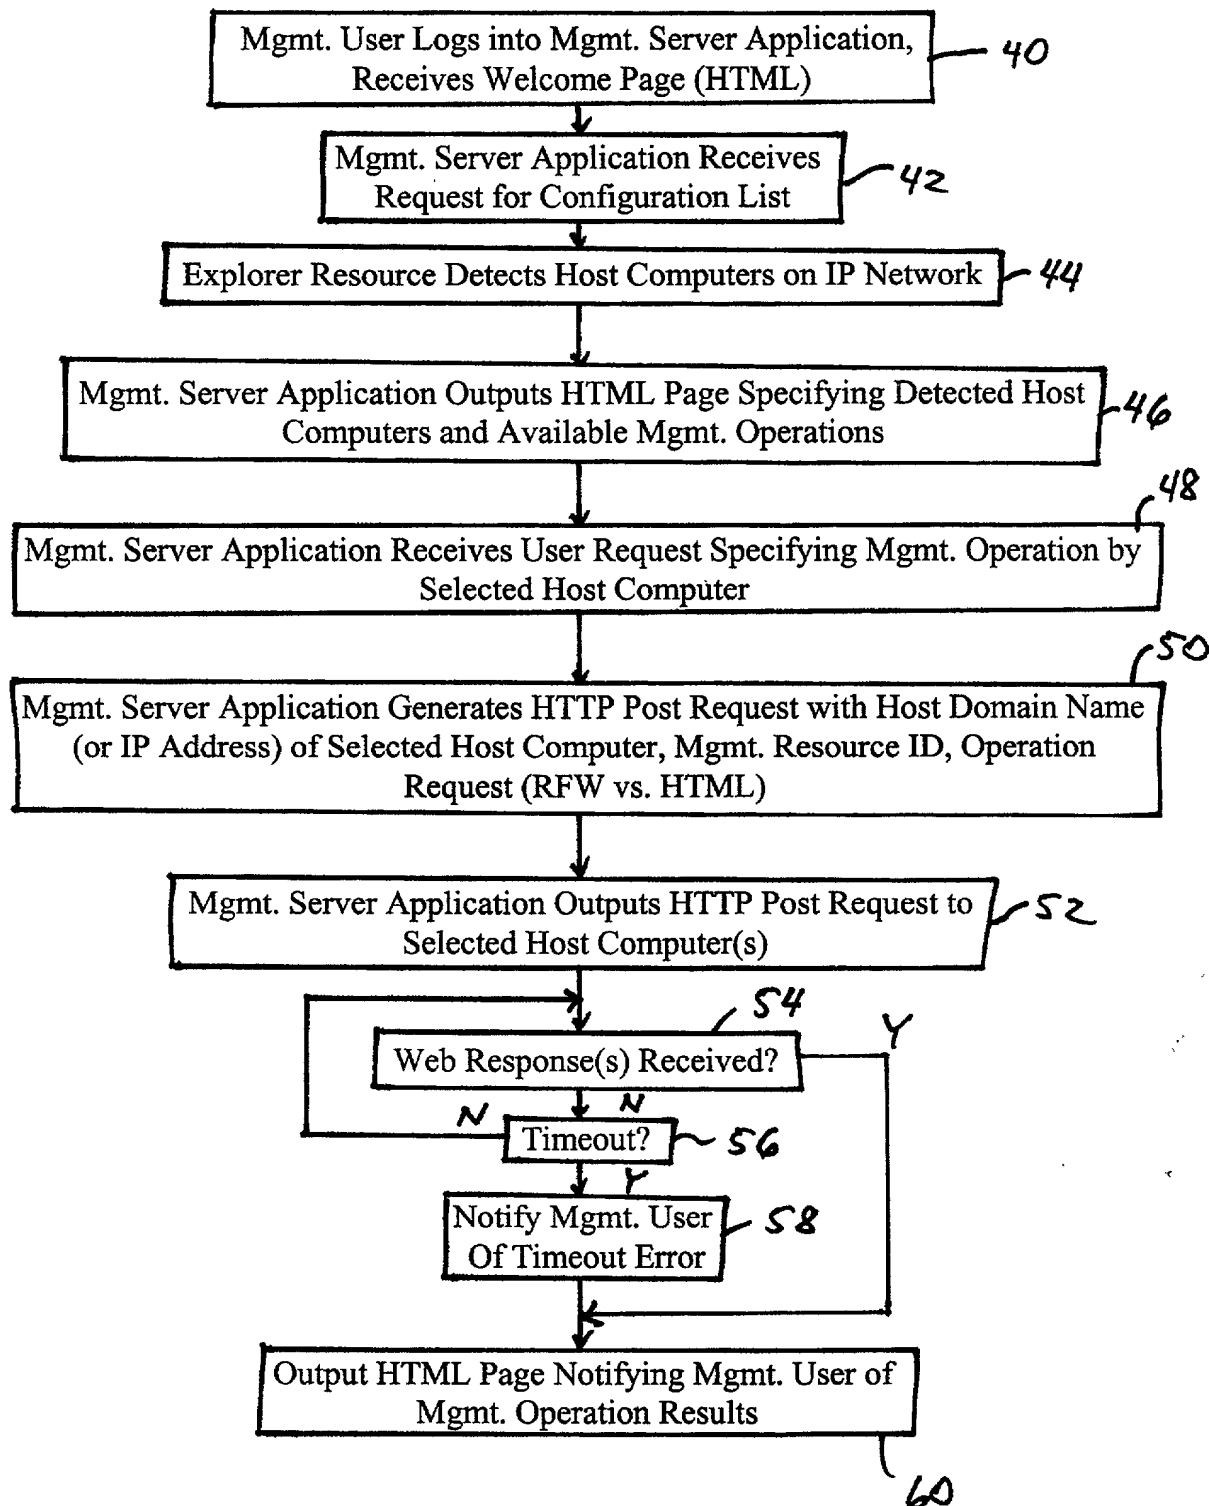 Mgmt. User Logs into Mgmt. Server Application,
Receives Welcome Page (HTML)
40
Mgmt. Server Application Receives
Request for Configuration List
42
Explorer Resource Detects Host Computers on IP Network
44
Mgmt. Server Application Outputs HTML Page Specifying Detected Host
Computers and Available Mgmt. Operations
46
48
Mgmt. Server Application Receives User Request Specifying Mgmt. Operation by
Selected Host Computer
50
Mgmt. Server Application Generates HTTP Post Request with Host Domain Name
(or IP Address) of Selected Host Computer, Mgmt. Resource ID, Operation
Request (RFW vs. HTML)
Mgmt. Server Application Outputs HTTP Post Request to
Selected Host Computer(s)
52
54
Y
Web Response(s) Received?
N
N
Timeout?
56
Y
Notify Mgmt. User
Of Timeout Error
58
Output HTML Page Notifying Mgmt. User of
Mgmt. Operation Results
60